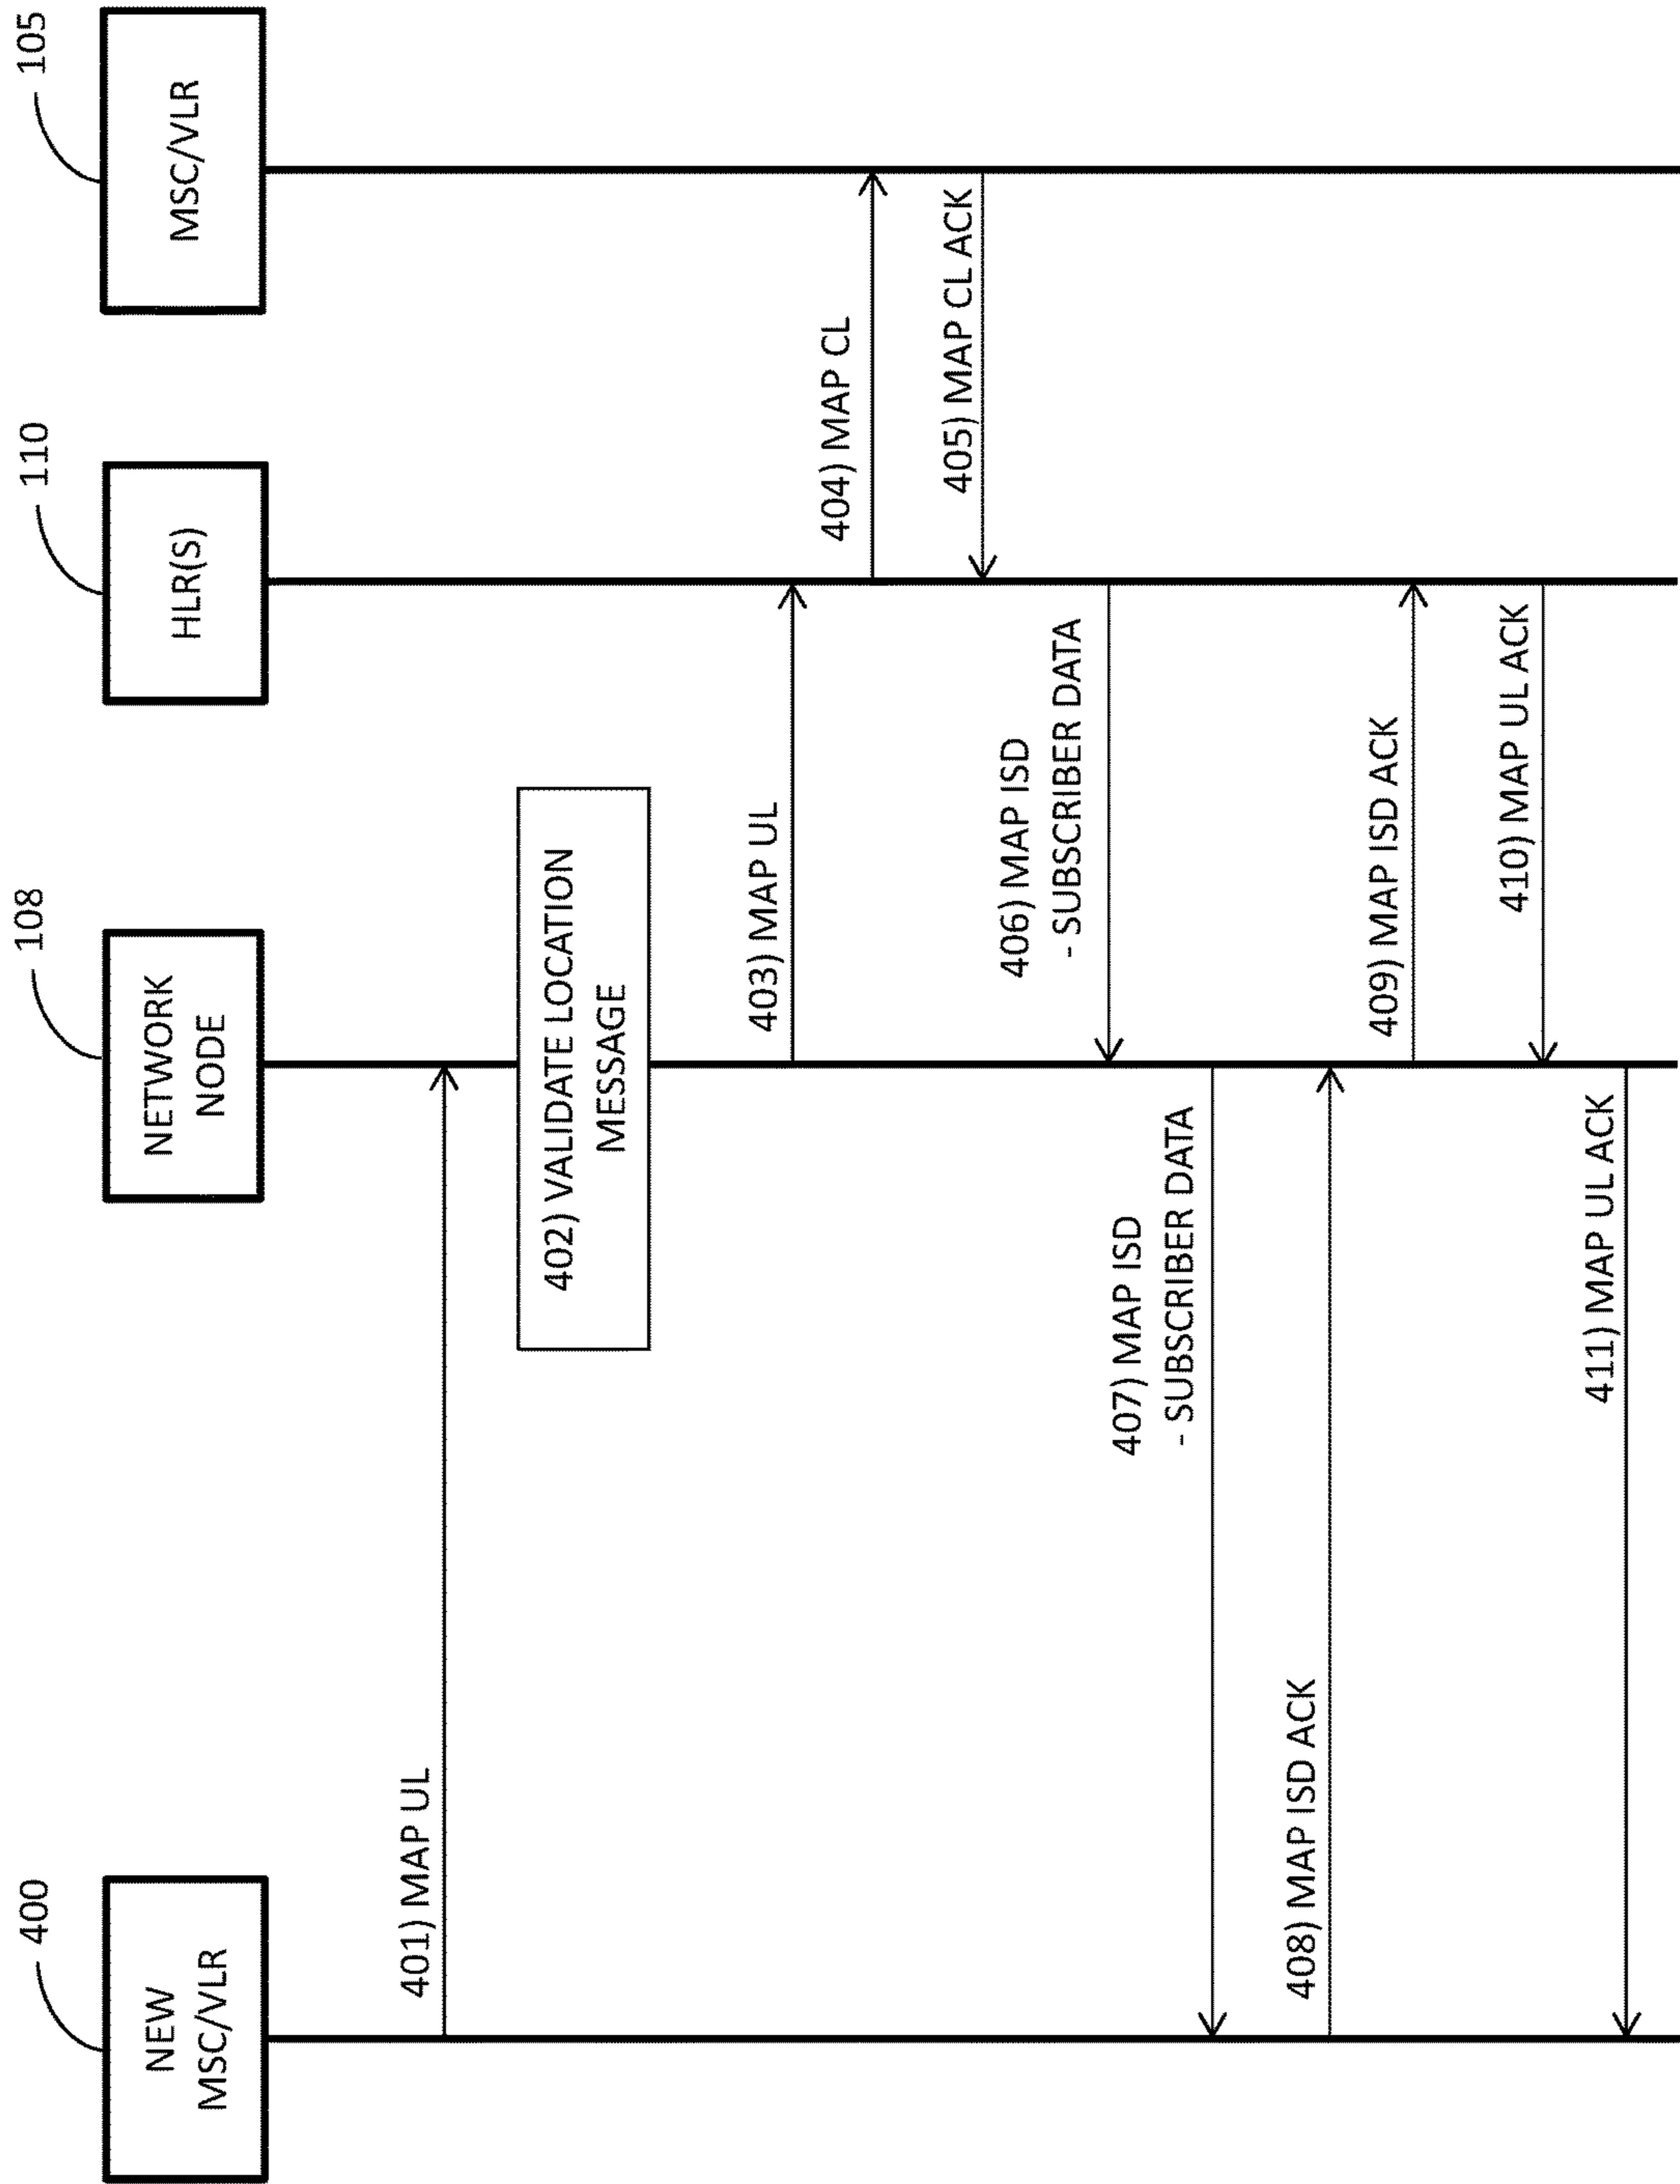 400
NEW
MSC/VLR
108
NETWORK
NODE
110
HLR(S)
105
MSC/VLR
401) MAP UL
402) VALIDATE LOCATION
MESSAGE
403) MAP UL
404) MAP CL
405) MAP CL ACK
406) MAP ISD
- SUBSCRIBER DATA
407) MAP ISD
- SUBSCRIBER DATA
408) MAP ISD ACK
409) MAP ISD ACK
410) MAP UL ACK
411) MAP UL ACK